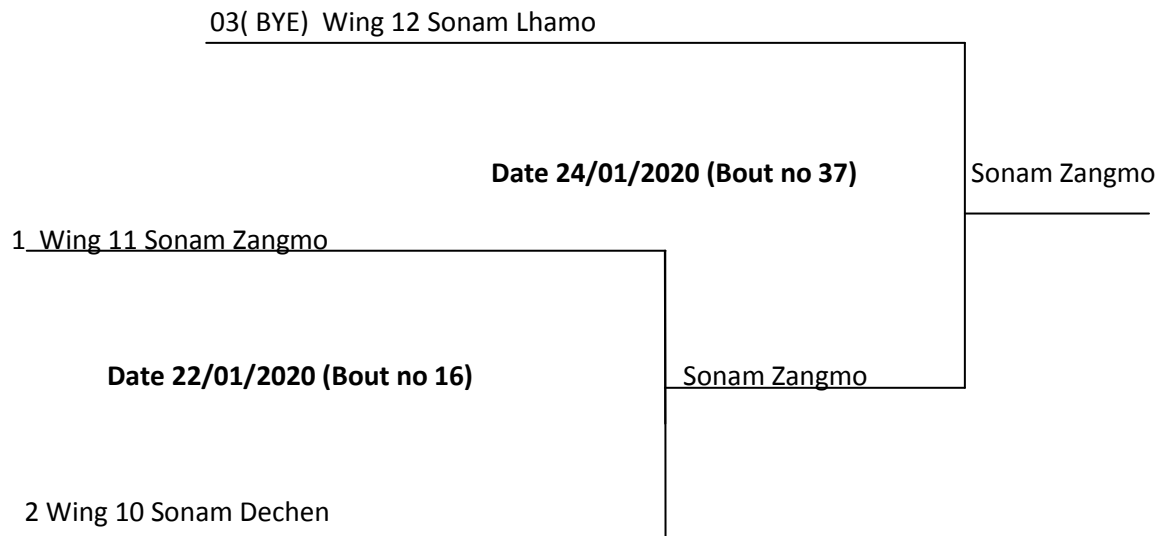 03( BYE) Wing 12 Sonam Lhamo
Date 24/01/2020 (Bout no 37)
Sonam Zangmo
1 Wing 11 Sonam Zangmo
Date 22/01/2020 (Bout no 16)
Sonam Zangmo
2 Wing 10 Sonam Dechen